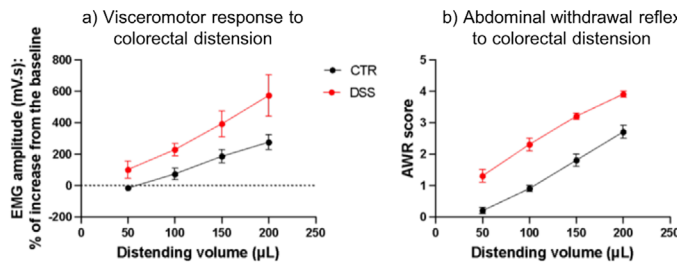 a) Visceromotor response to
colorectal distension
EMG amplitude (mV.s):
% of increase from the baseline
800
600
400
200
0
-200
0
50
100
150
200
250
Distending volume (µL)
CTR
DSS
b) Abdominal withdrawal reflex
to colorectal distension
AWR score
5
4
3
2
1
0
0
50
100
150
200
250
Distending volume (µL)